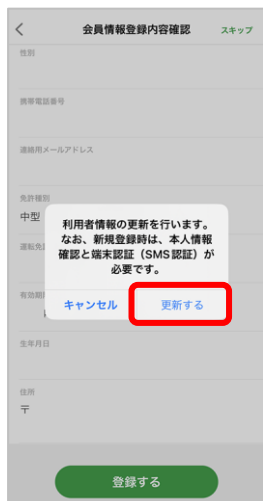 会員情報登録内容確認
スキップ
性別
携帯電話番号
連絡用メールアドレス
免許種別
中型
利用者情報の更新を行います。
なお、新規登録時は、本人情報
確認と端末認証（SMS認証）が
必要です。
運転免
有効期
キャンセル
更新する
生年月日
住所
〒
登録する